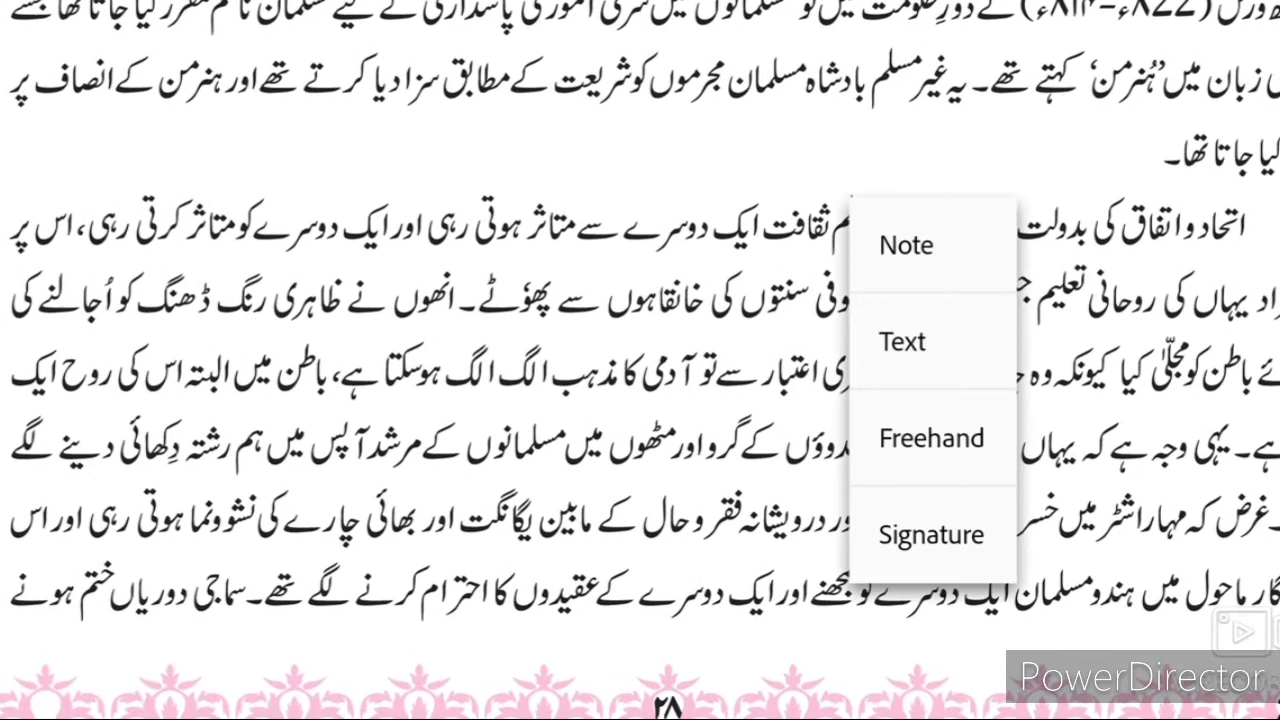 (۸۱۴ء-۸۷۷ء) کے دورِ حکومت میں تو مسلمانوں میں شرعی امور کی پاسداری کے لیے مسلمان ناظم مقرر کیا جاتا تھا جسے
زبان میں ’ہُنرمن‘ کہتے تھے۔ یہ غیر مسلم بادشاہ مسلمان مجرموں کو شریعت کے مطابق سزا دیا کرتے تھے اور ہنرمن کے انصاف پر
کیا جاتا تھا۔
اتحاد و اتفاق کی بدولت ثقافت ایک دوسرے سے متاثر ہوتی رہی اور ایک دوسرے کو متاثر کرتی رہی، اس پر
یہاں کی روحانی تعلیم سنتوں کی خانقاہوں سے پھوٗٹے۔ انھوں نے ظاہری رنگ ڈھنگ کو اُجالنے کی
باطن کو مجلّیٰ کیا کیونکہ وہ اعتبار سے تو آدمی کا مذہب الگ الگ ہو سکتا ہے، باطن میں البتہ اس کی روح ایک
ہے۔ یہی وجہ ہے کہ یہاں کے گرو اور مٹھوں میں مسلمانوں کے مرشد آپس میں ہم رشتہ دِکھائی دینے لگے
۔ غرض کہ مہاراشٹر میں درویشانہ فقر و حال کے مابین یگانگت اور بھائی چارے کی نشوونما ہوتی رہی اور اس
ماحول میں ہندو مسلمان ایک دوسرے کو سمجھنے اور ایک دوسرے کے عقیدوں کا احترام کرنے لگے تھے۔ سماجی دوریاں ختم ہونے
Note
Text
Freehand
Signature
PowerDirector
۲۸